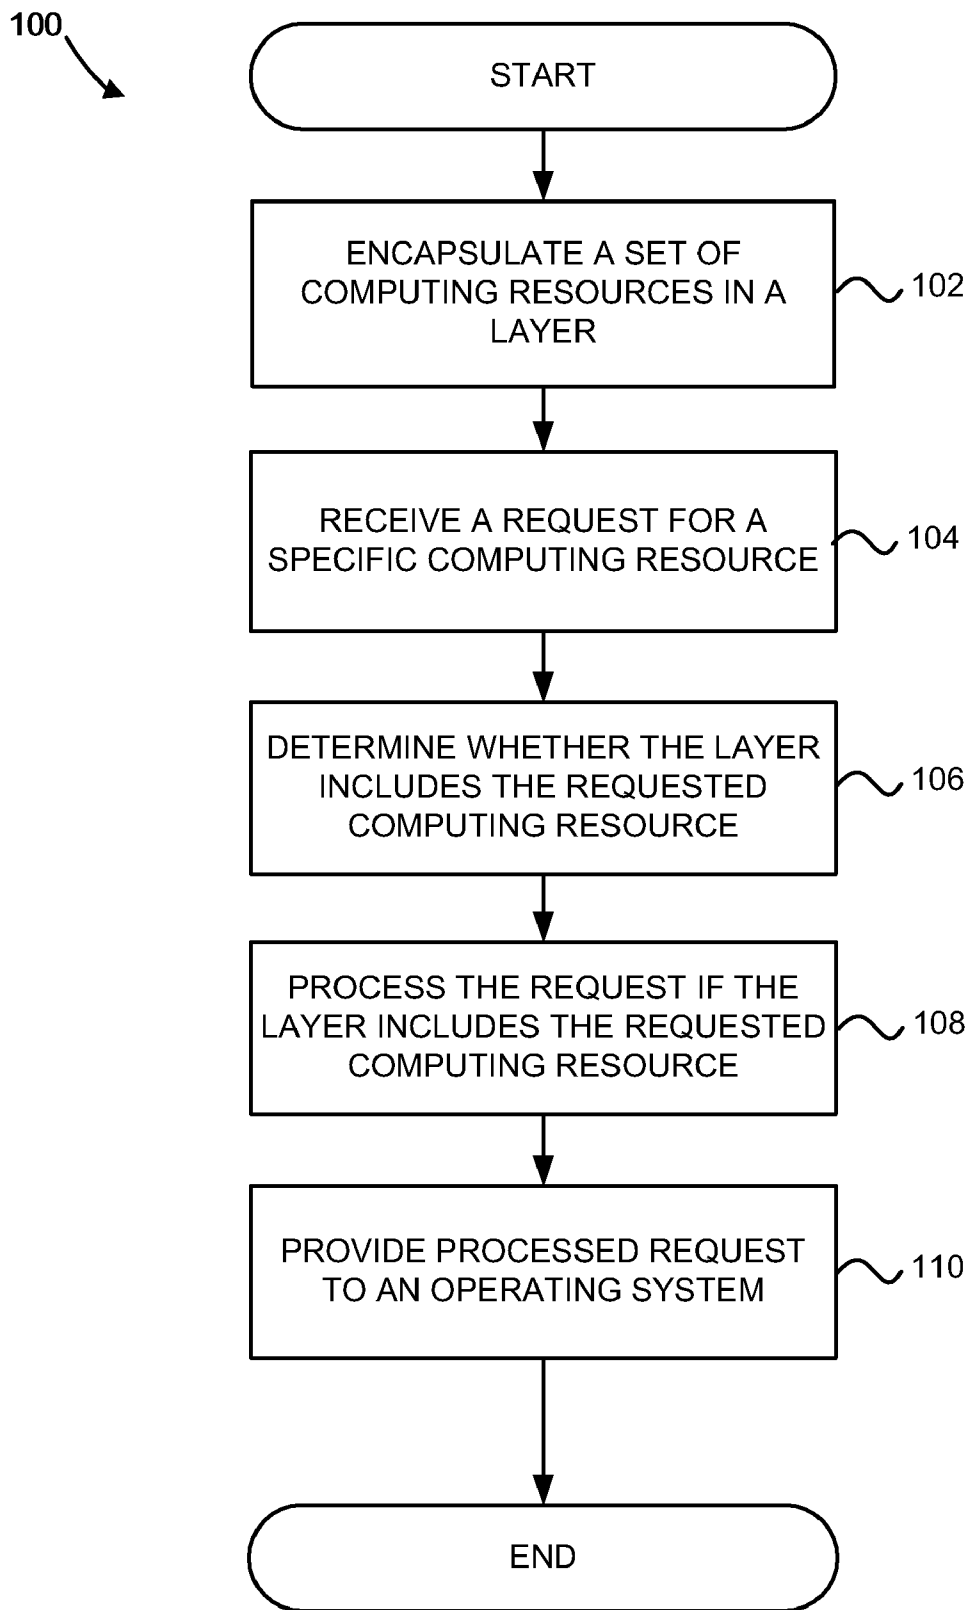 100
START
ENCAPSULATE A SET OF
COMPUTING RESOURCES IN A
LAYER
102
RECEIVE A REQUEST FOR A
SPECIFIC COMPUTING RESOURCE
104
DETERMINE WHETHER THE LAYER
INCLUDES THE REQUESTED
COMPUTING RESOURCE
106
PROCESS THE REQUEST IF THE
LAYER INCLUDES THE REQUESTED
COMPUTING RESOURCE
108
PROVIDE PROCESSED REQUEST
TO AN OPERATING SYSTEM
110
END